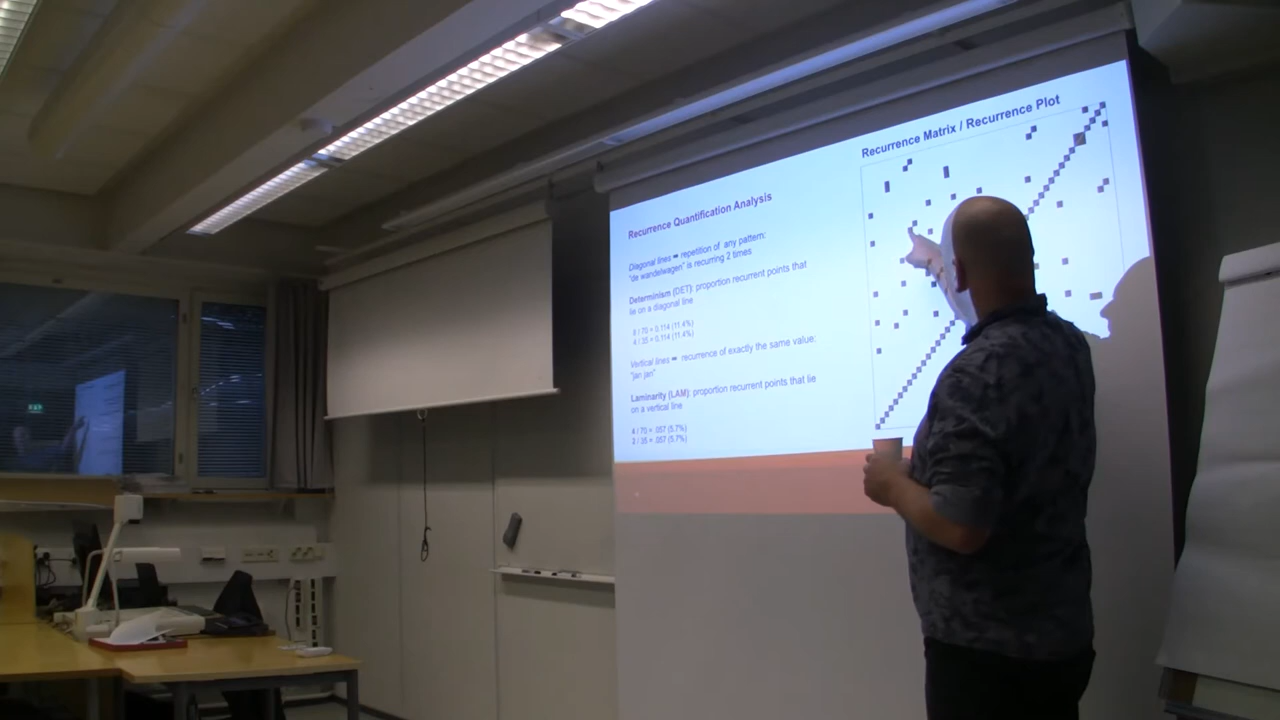 Recurrence Matrix / Recurrence Plot
Recurrence Quantification Analysis
Diagonal lines = repetition of any pattern:
"de wandelwagen" is recurring 2 times
Determinism (DET): proportion recurrent points that
lie on a diagonal line
8 / 70 = 0.114 (11.4%)
4 / 35 = 0.114 (11.4%)
Vertical lines = recurrence of exactly the same value:
"jan jan"
Laminarity (LAM): proportion recurrent points that lie
on a vertical line
4 / 70 = .057 (5.7%)
2 / 35 = .057 (5.7%)